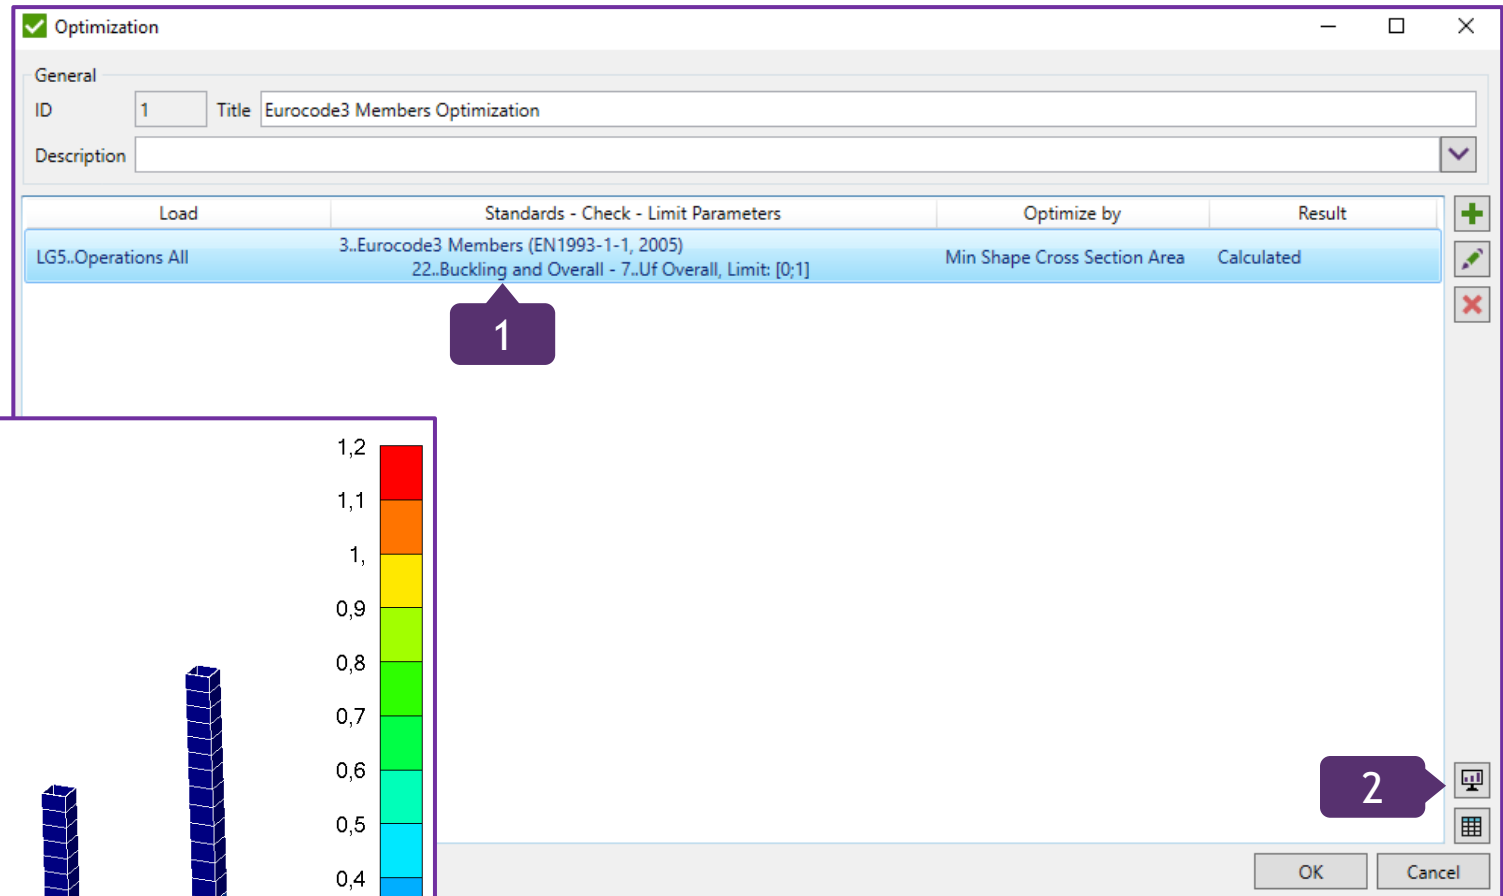 Optimization
General
ID 1 Title Eurocode3 Members Optimization
Description
Load Standards - Check - Limit Parameters Optimize by Result
LG5..Operations All 3..Eurocode3 Members (EN1993-1-1, 2005) Min Shape Cross Section Area Calculated
22..Buckling and Overall - 7..Uf Overall, Limit: [0;1]
1
1,2
1,1
1,
0,9
0,8
0,7
0,6
0,5
0,4
2
OK Cancel